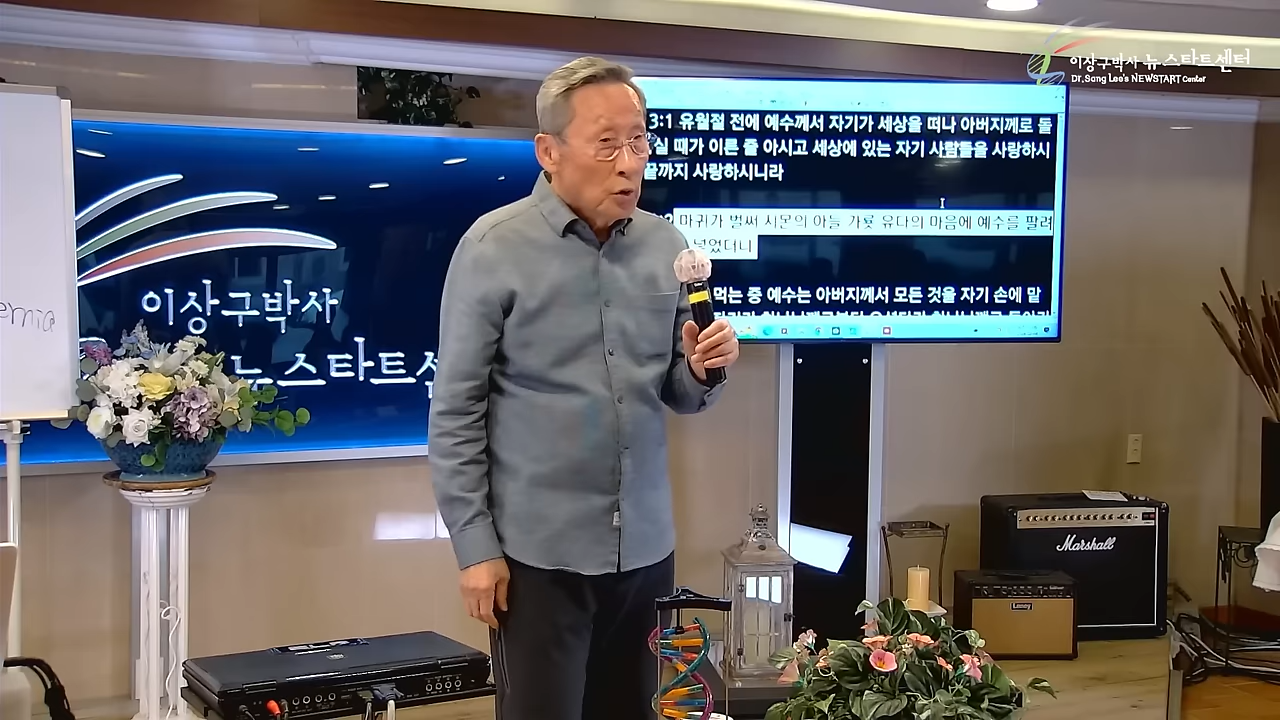 이상구박사 뉴스타트센터
Dr. Sang Lee's NEWSTART Center
3:1 유월절 전에 예수께서 자기가 세상을 떠나 아버지께로 돌
실 때가 이른 줄 아시고 세상에 있는 자기 사람들을 사랑하시
끝까지 사랑하시니라
마귀가 벌써 시몬의 아들 가룟 유다의 마음에 예수를 팔려
넣었더니
먹는 중 예수는 아버지께서 모든 것을 자기 손에 맡
emia
이상구박사
뉴스타트센
Marshall
Laney